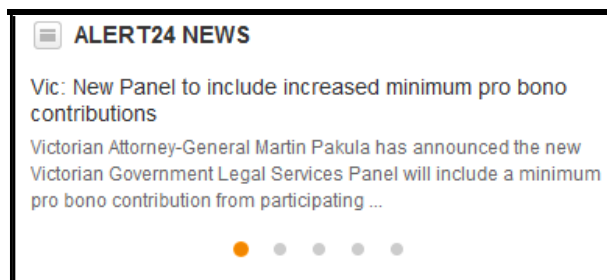 ALERT24 NEWS
Vic: New Panel to include increased minimum pro bono
contributions
Victorian Attorney-General Martin Pakula has announced the new
Victorian Government Legal Services Panel will include a minimum
pro bono contribution from participating ...